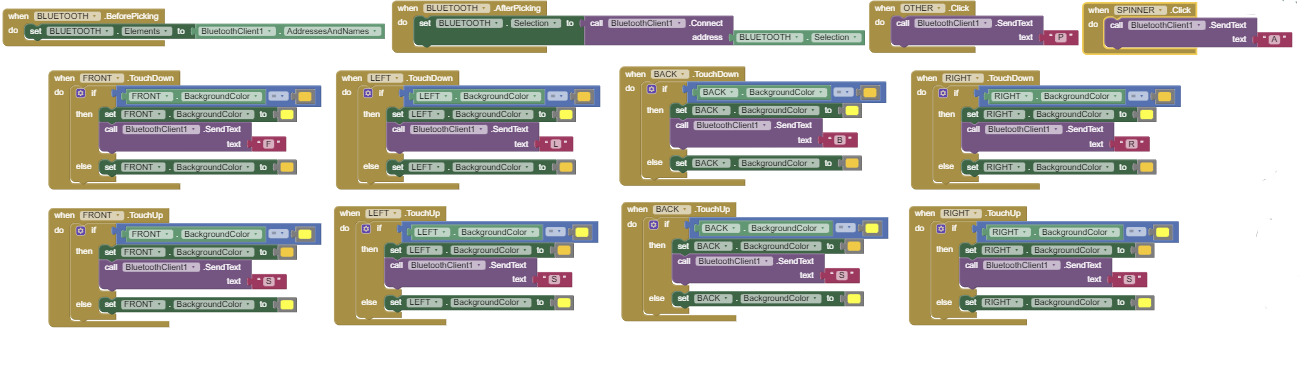 when BLUETOOTH .BeforePicking
do set BLUETOOTH . Elements to BluetoothClient1 . AddressesAndNames
when BLUETOOTH .AfterPicking
do set BLUETOOTH . Selection to call BluetoothClient1 .Connect
address BLUETOOTH . Selection
when OTHER .Click
do call BluetoothClient1 .SendText
text " P "
when SPINNER .Click
do call BluetoothClient1 .SendText
text " A "
when FRONT .TouchDown
do if FRONT . BackgroundColor =
then set FRONT . BackgroundColor to
call BluetoothClient1 .SendText
text " F "
else set FRONT . BackgroundColor to
when LEFT .TouchDown
do if LEFT . BackgroundColor =
then set LEFT . BackgroundColor to
call BluetoothClient1 .SendText
text " L "
else set LEFT . BackgroundColor to
when BACK .TouchDown
do if BACK . BackgroundColor =
then set BACK . BackgroundColor to
call BluetoothClient1 .SendText
text " B "
else set BACK . BackgroundColor to
when RIGHT .TouchDown
do if RIGHT . BackgroundColor =
then set RIGHT . BackgroundColor to
call BluetoothClient1 .SendText
text " R "
else set RIGHT . BackgroundColor to
when FRONT .TouchUp
do if FRONT . BackgroundColor =
then set FRONT . BackgroundColor to
call BluetoothClient1 .SendText
text " S "
else set FRONT . BackgroundColor to
when LEFT .TouchUp
do if LEFT . BackgroundColor =
then set LEFT . BackgroundColor to
call BluetoothClient1 .SendText
text " S "
else set LEFT . BackgroundColor to
when BACK .TouchUp
do if BACK . BackgroundColor =
then set BACK . BackgroundColor to
call BluetoothClient1 .SendText
text " S "
else set BACK . BackgroundColor to
when RIGHT .TouchUp
do if RIGHT . BackgroundColor =
then set RIGHT . BackgroundColor to
call BluetoothClient1 .SendText
text " S "
else set RIGHT . BackgroundColor to